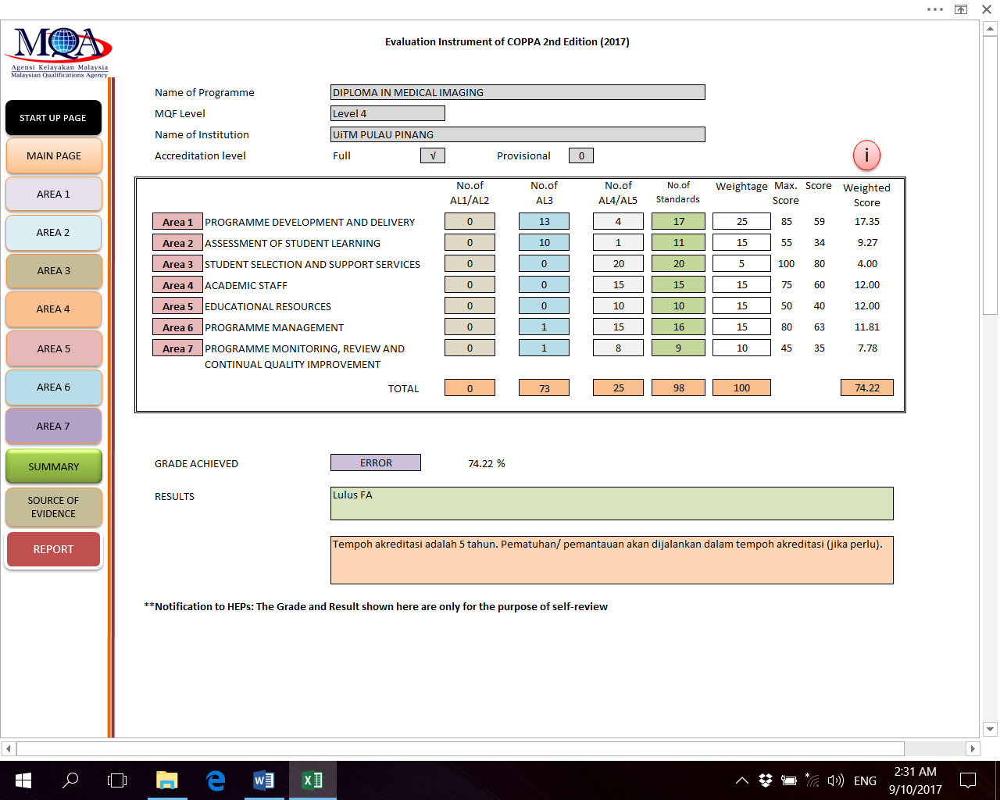 MQA
Agensi Kelayakan Malaysia
Malaysian Qualifications Agency
Evaluation Instrument of COPPA 2nd Edition (2017)
START UP PAGE
MAIN PAGE
AREA 1
AREA 2
AREA 3
AREA 4
AREA 5
AREA 6
AREA 7
SUMMARY
SOURCE OF
EVIDENCE
REPORT
Name of Programme DIPLOMA IN MEDICAL IMAGING
MQF Level Level 4
Name of Institution UiTM PULAU PINANG
Accreditation level Full √ Provisional 0
i
No.of No.of No.of No.of Weightage Max. Score Weighted
AL1/AL2 AL3 AL4/AL5 Standards Score Score
Area 1 PROGRAMME DEVELOPMENT AND DELIVERY 0 13 4 17 25 85 59 17.35
Area 2 ASSESSMENT OF STUDENT LEARNING 0 10 1 11 15 55 34 9.27
Area 3 STUDENT SELECTION AND SUPPORT SERVICES 0 0 20 20 5 100 80 4.00
Area 4 ACADEMIC STAFF 0 0 15 15 15 75 60 12.00
Area 5 EDUCATIONAL RESOURCES 0 0 10 10 15 50 40 12.00
Area 6 PROGRAMME MANAGEMENT 0 1 15 16 15 80 63 11.81
Area 7 PROGRAMME MONITORING, REVIEW AND 0 1 8 9 10 45 35 7.78
CONTINUAL QUALITY IMPROVEMENT
TOTAL 0 73 25 98 100 74.22
GRADE ACHIEVED ERROR 74.22 %
RESULTS Lulus FA
Tempoh akreditasi adalah 5 tahun. Pematuhan/ pemantauan akan dijalankan dalam tempoh akreditasi (jika perlu).
**Notification to HEPs: The Grade and Result shown here are only for the purpose of self-review
ENG
2:31 AM
9/10/2017